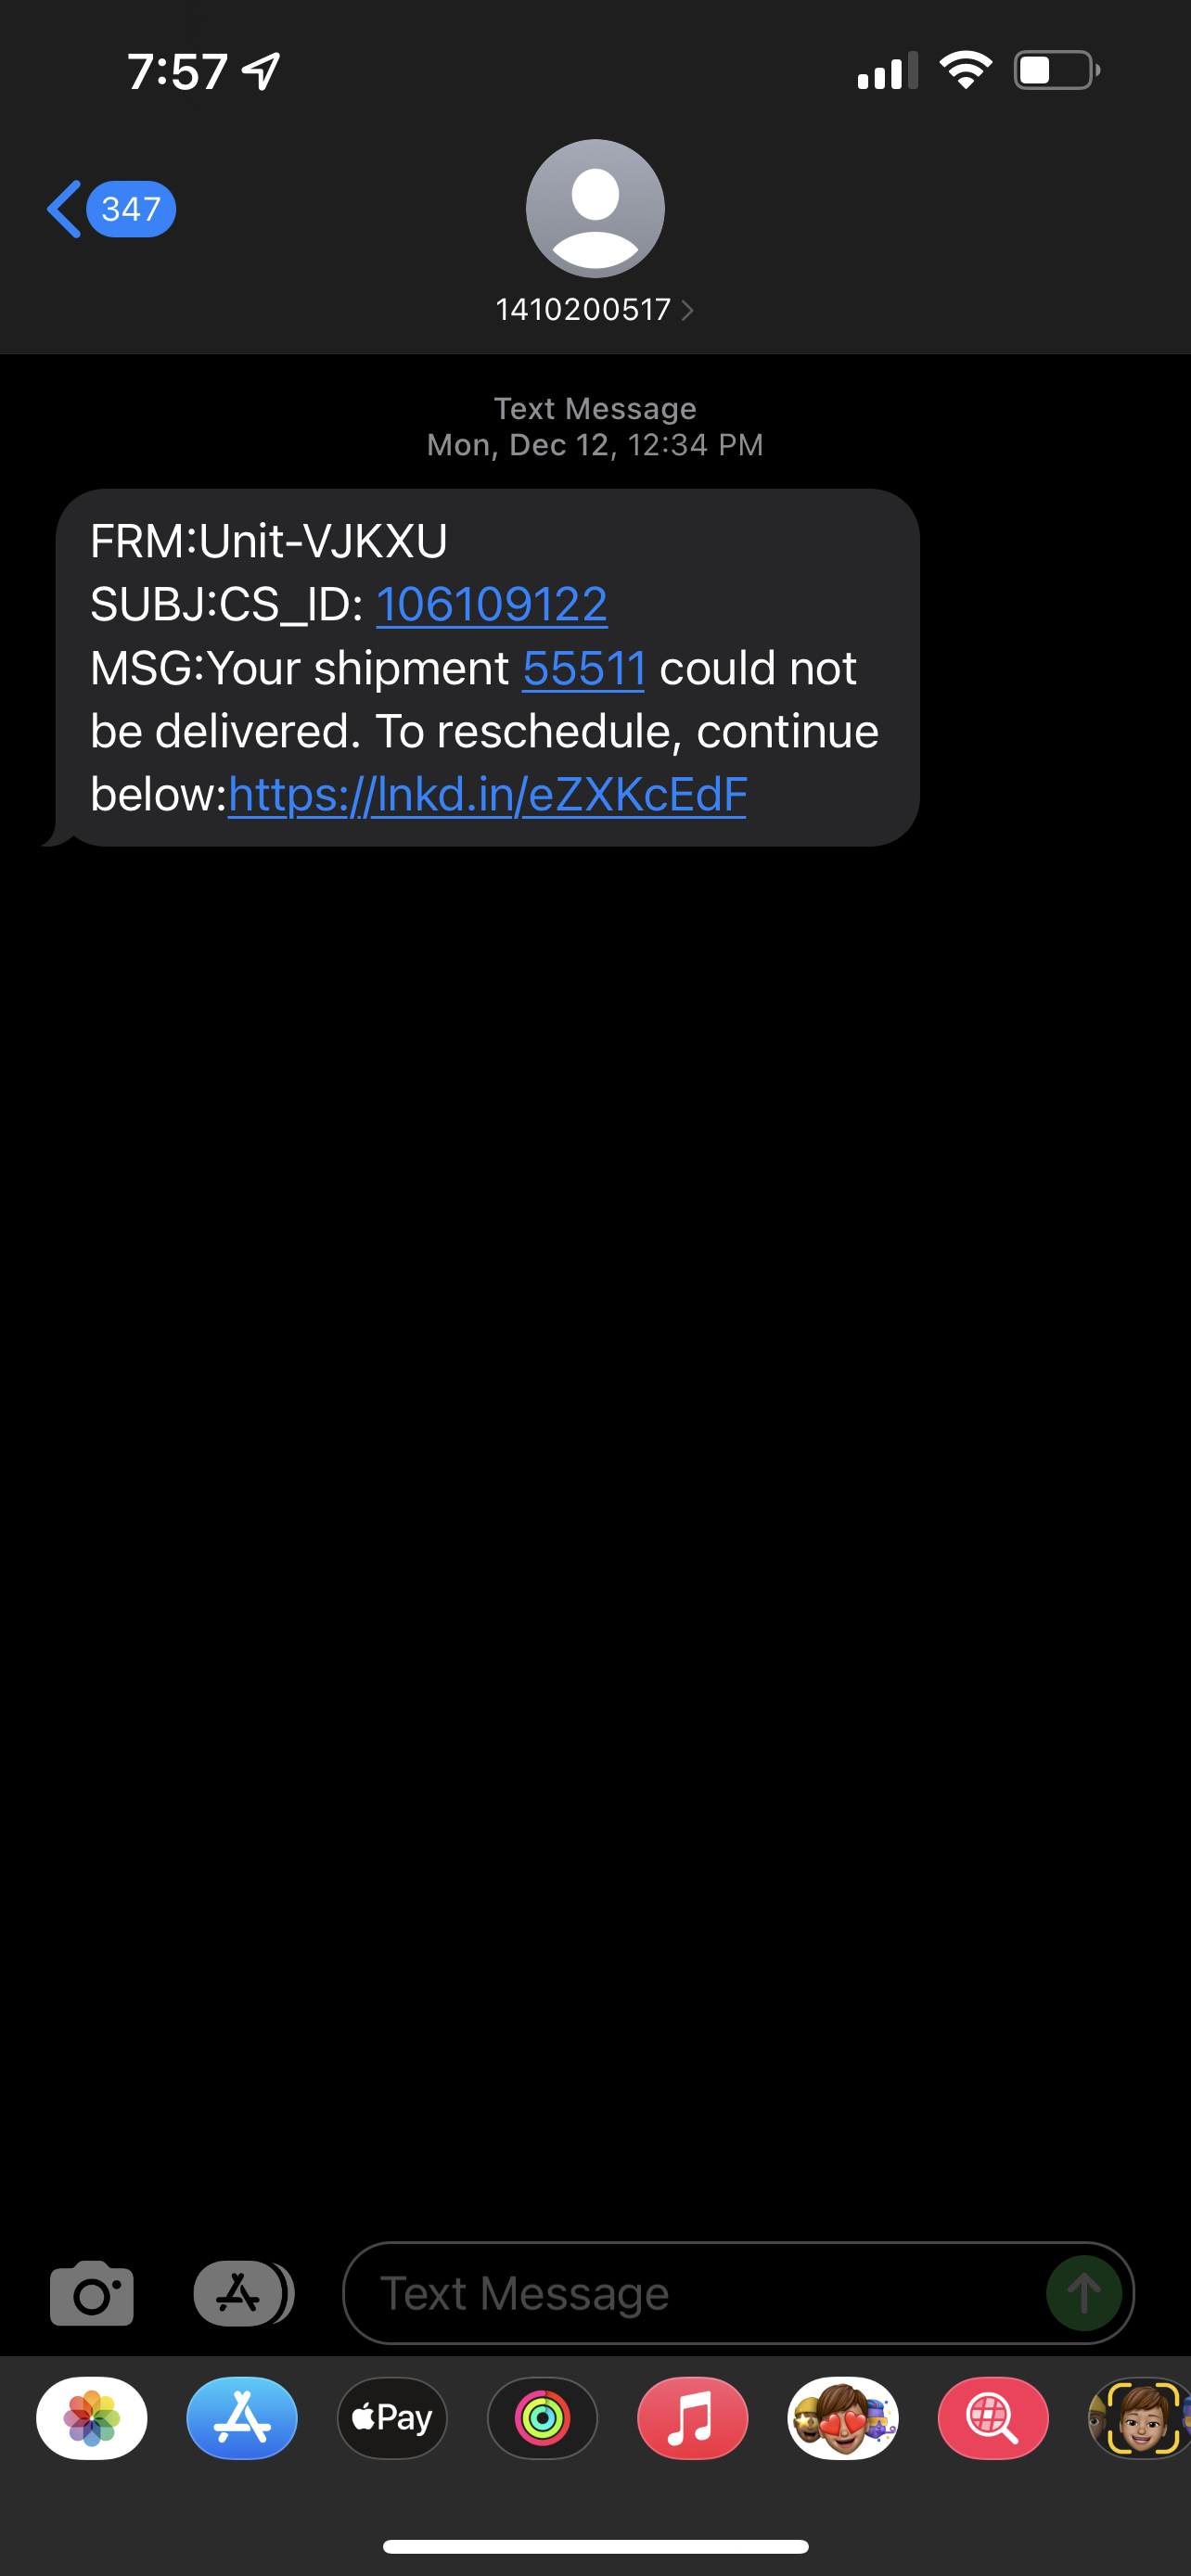 7:57
347
1410200517
Text Message
Mon, Dec 12, 12:34 PM
FRM:Unit-VJKXU
SUBJ:CS_ID: 106109122
MSG:Your shipment 55511 could not
be delivered. To reschedule, continue
below:https://lnkd.in/eZXKcEdF
Text Message
Pay